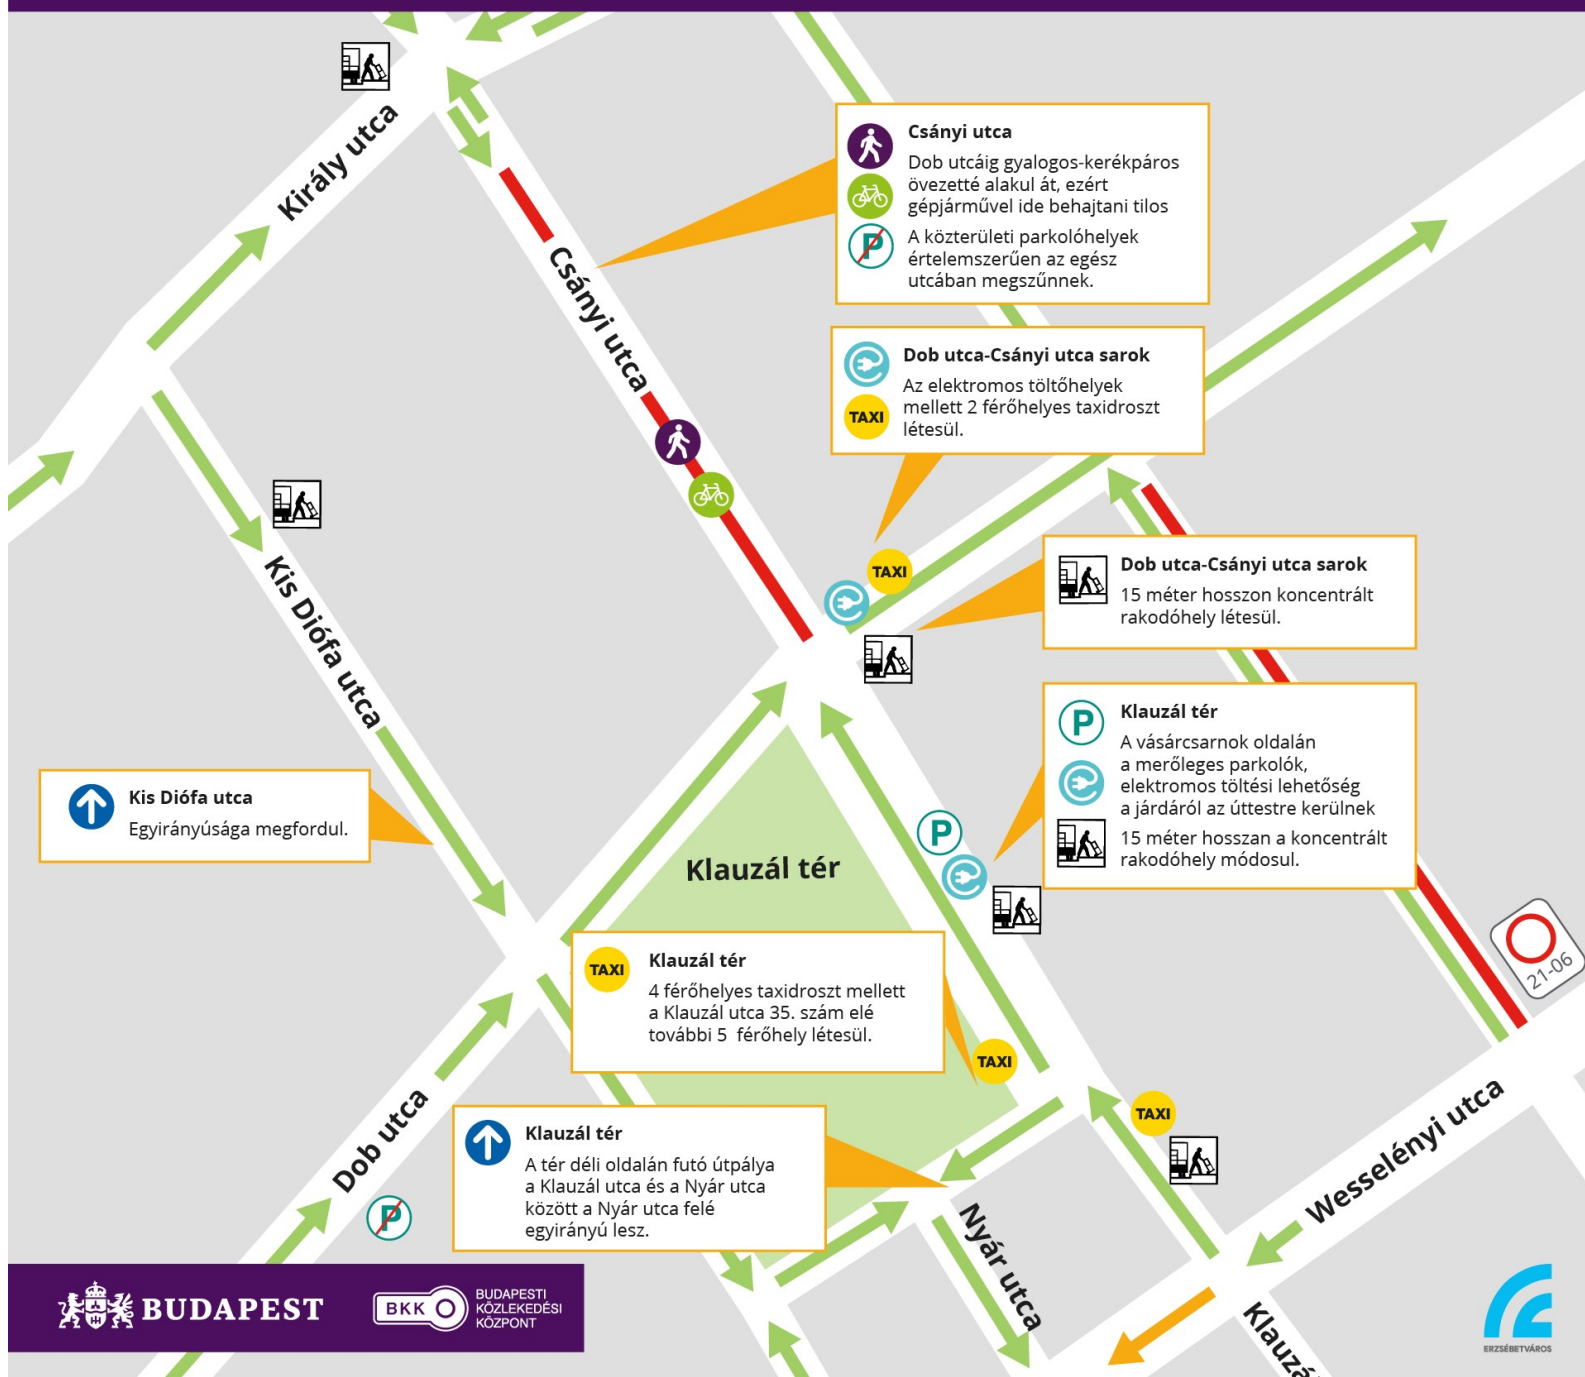 Király utca
Csányi utca
Dob utcáig gyalogos-kerékpáros
övezetté alakul át, ezért
gépjárművel ide behajtani tilos
P
A közterületi parkolóhelyek
értelemszerűen az egész
utcában megszűnnek.
Csányi utca
Dob utca-Csányi utca sarok
Az elektromos töltőhelyek
mellett 2 férőhelyes taxidroszt
létesül.
TAXI
Kis Diófa utca
TAXI
Dob utca-Csányi utca sarok
15 méter hosszon koncentrált
rakodóhely létesül.
P
Klauzál tér
A vásárcsarnok oldalán
a merőleges parkolók,
elektromos töltési lehetőség
a járdáról az úttestre kerülnek
15 méter hosszan a koncentrált
rakodóhely módosul.
Kis Diófa utca
Egyirányúsága megfordul.
P
Klauzál tér
21-06
TAXI
Klauzál tér
4 férőhelyes taxidroszt mellett
a Klauzál utca 35. szám elé
további 5 férőhely létesül.
TAXI
TAXI
Dob utca
P
Klauzál tér
A tér déli oldalán futó útpálya
a Klauzál utca és a Nyár utca
között a Nyár utca felé
egyirányú lesz.
Wesselényi utca
Nyár utca
Klauzál
BUDAPEST
BKK
BUDAPESTI
KÖZLEKEDÉSI
KÖZPONT
ERZSÉBETVÁROS